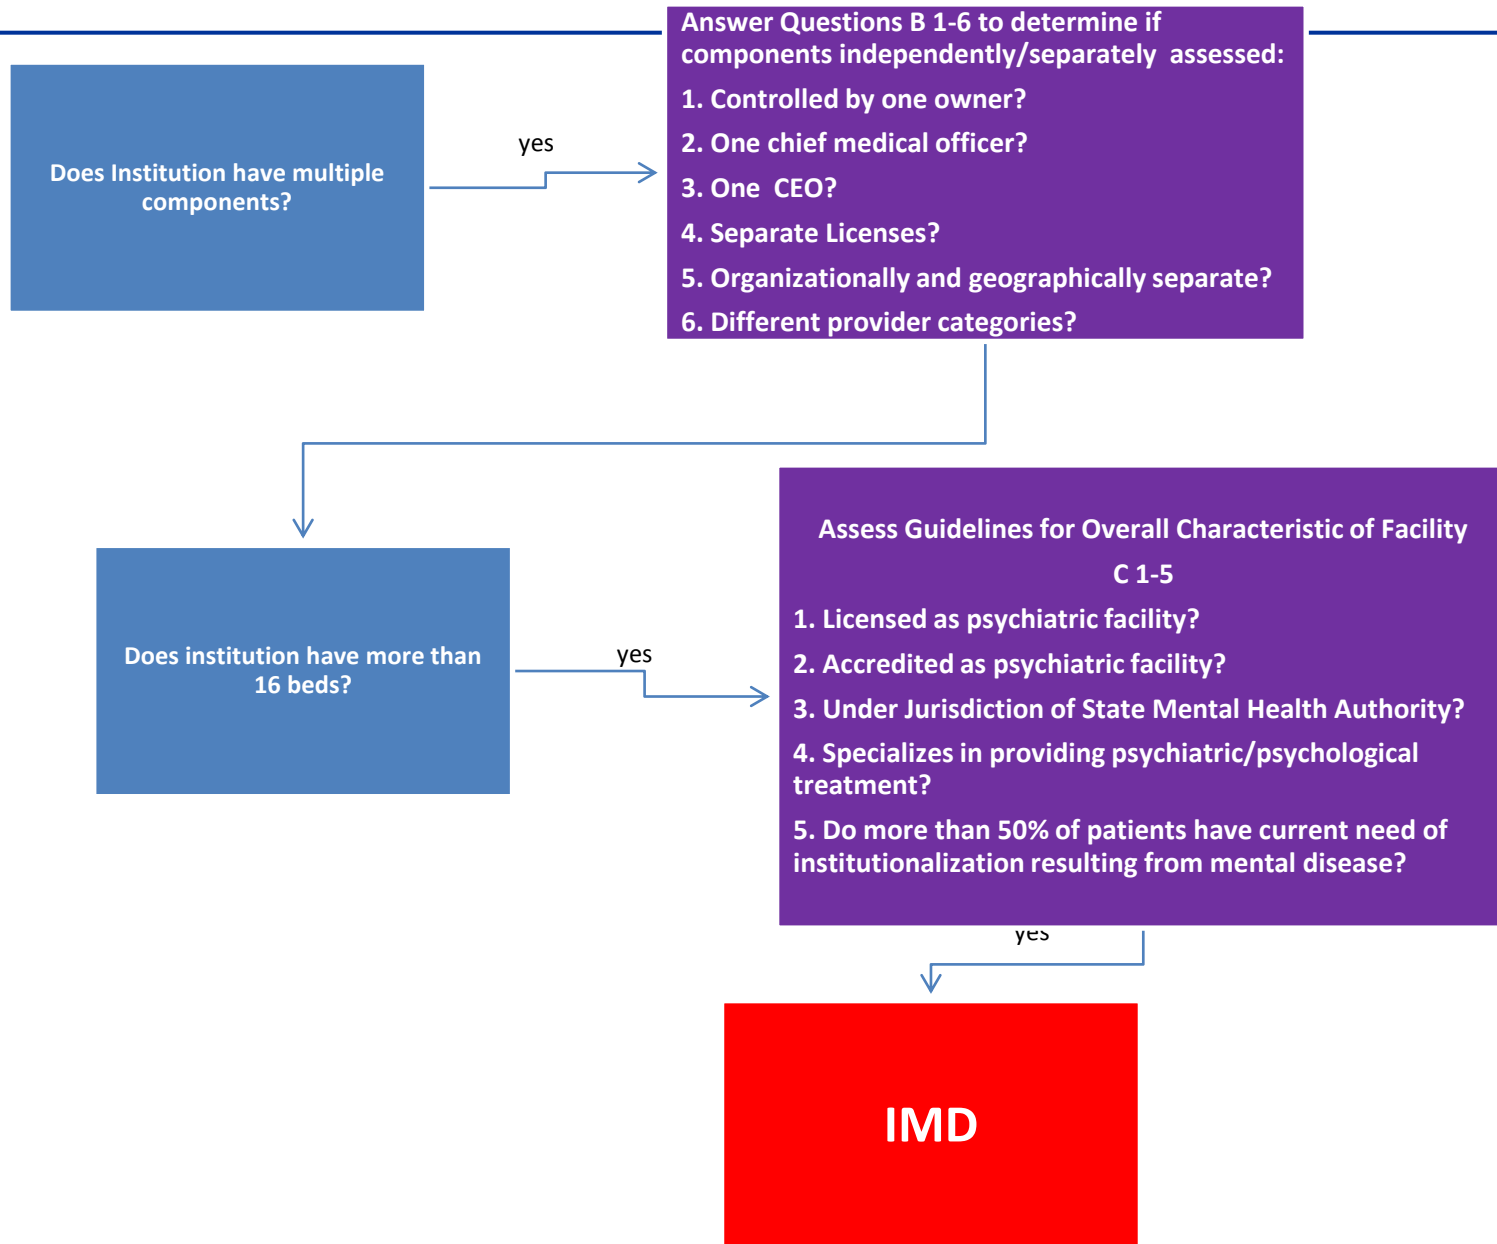 Answer Questions B 1-6 to determine if
components independently/separately assessed:
1. Controlled by one owner?
2. One chief medical officer?
3. One CEO?
4. Separate Licenses?
5. Organizationally and geographically separate?
6. Different provider categories?
yes
Does Institution have multiple
components?
Does institution have more than
16 beds?
yes
Assess Guidelines for Overall Characteristic of Facility
C 1-5
1. Licensed as psychiatric facility?
2. Accredited as psychiatric facility?
3. Under Jurisdiction of State Mental Health Authority?
4. Specializes in providing psychiatric/psychological
treatment?
5. Do more than 50% of patients have current need of
institutionalization resulting from mental disease?
yes
IMD